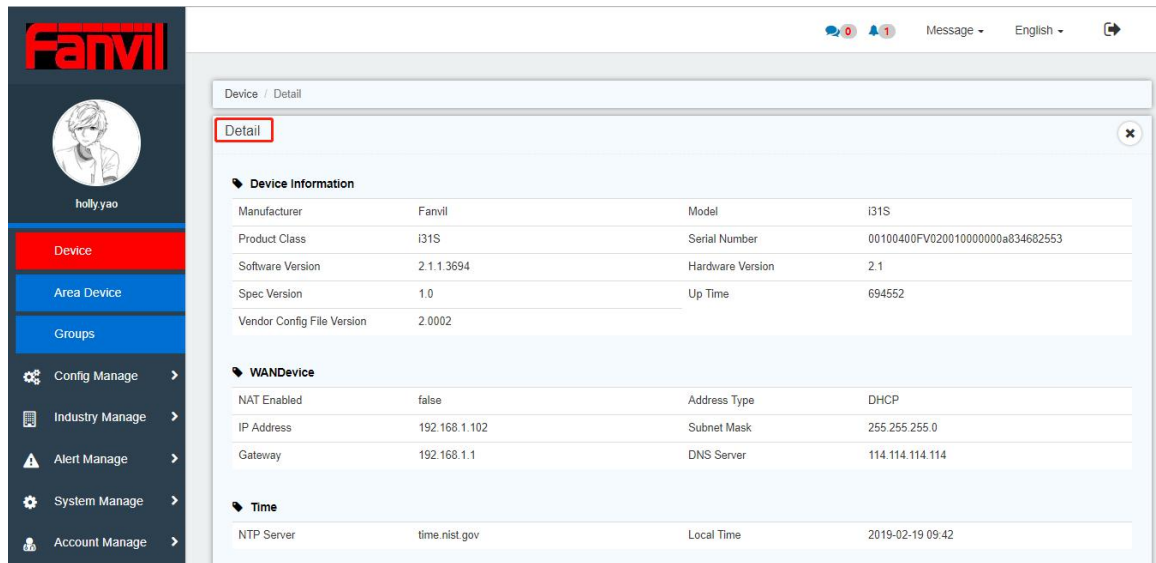 Fanvil
0 1 Message English
Device / Detail
Detail
holly.yao
Device
Area Device
Groups
Config Manage
Industry Manage
Alert Manage
System Manage
Account Manage
Device Information
Manufacturer Fanvil Model i31S
Product Class i31S Serial Number 00100400FV020010000000a834682553
Software Version 2.1.1.3694 Hardware Version 2.1
Spec Version 1.0 Up Time 694552
Vendor Config File Version 2.0002
WANDevice
NAT Enabled false Address Type DHCP
IP Address 192.168.1.102 Subnet Mask 255.255.255.0
Gateway 192.168.1.1 DNS Server 114.114.114.114
Time
NTP Server time.nist.gov Local Time 2019-02-19 09:42